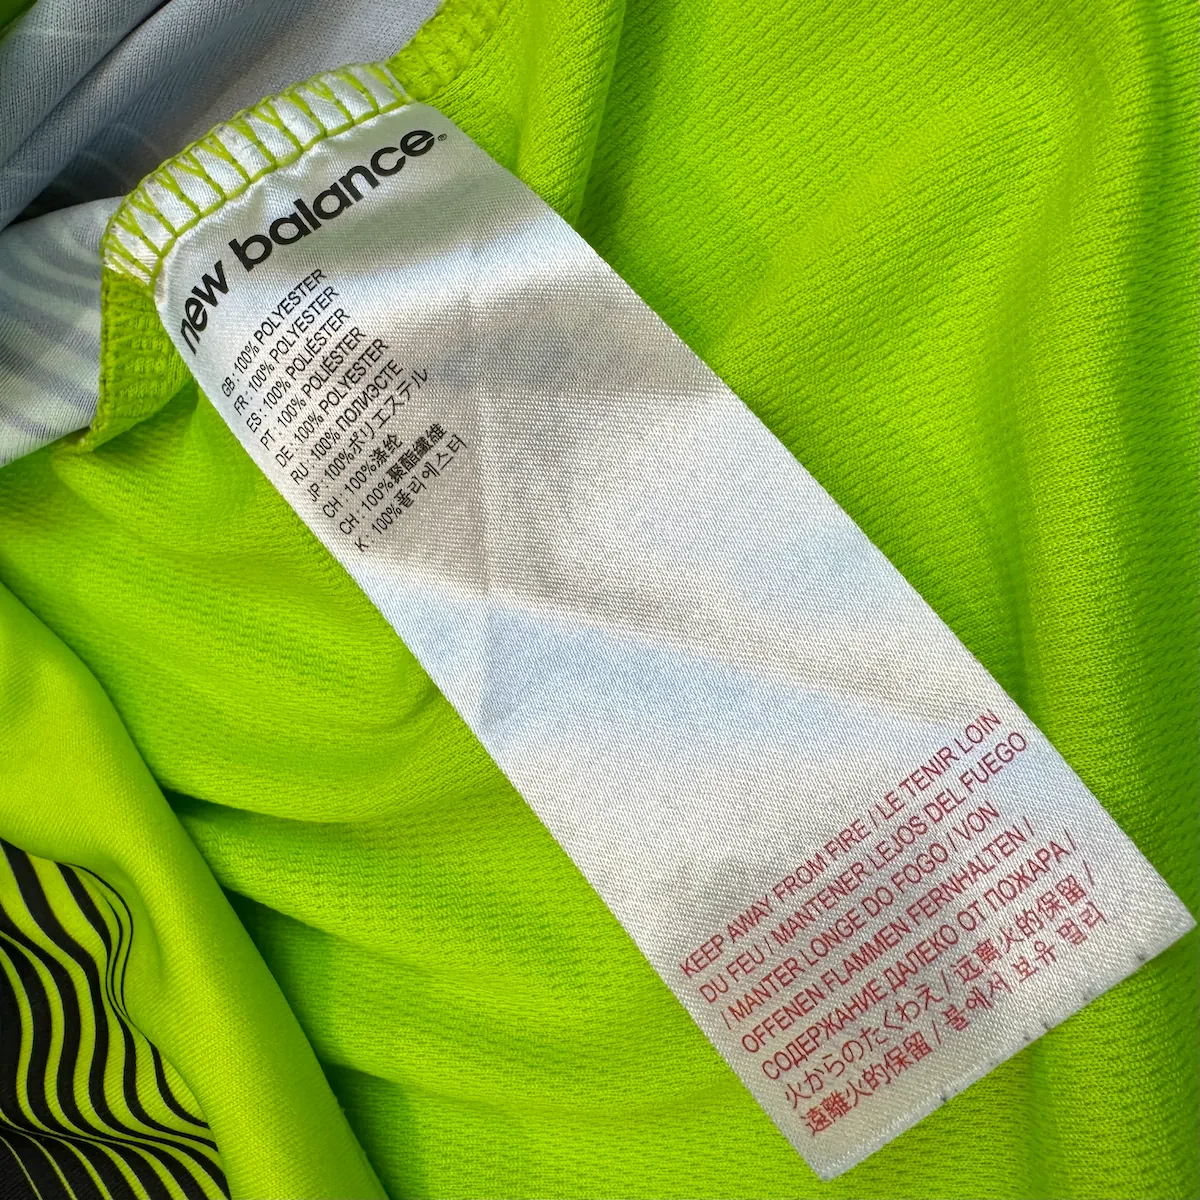 new balance®
GB : 100% POLYESTER
FR : 100% POLYESTER
ES : 100% POLIÉSTER
PT : 100% POLIÉSTER
DE : 100% POLYESTER
RU : 100% ПОЛИЭСТЕ
JP : 100%ポリエステル
CH : 100%涤纶
CH : 100%聚酯纖維
K : 100%폴리에스터
KEEP AWAY FROM FIRE / LE TENIR LOIN
DU FEU / MANTENER LEJOS DEL FUEGO
/ MANTER LONGE DO FOGO / VON
OFFENEN FLAMMEN FERNHALTEN /
СОДЕРЖАНИЕ ДАЛЕКО ОТ ПОЖАРА /
火からのたくわえ / 远离火的保留 /
遠離火的保留 / 불에서 보유 멀리